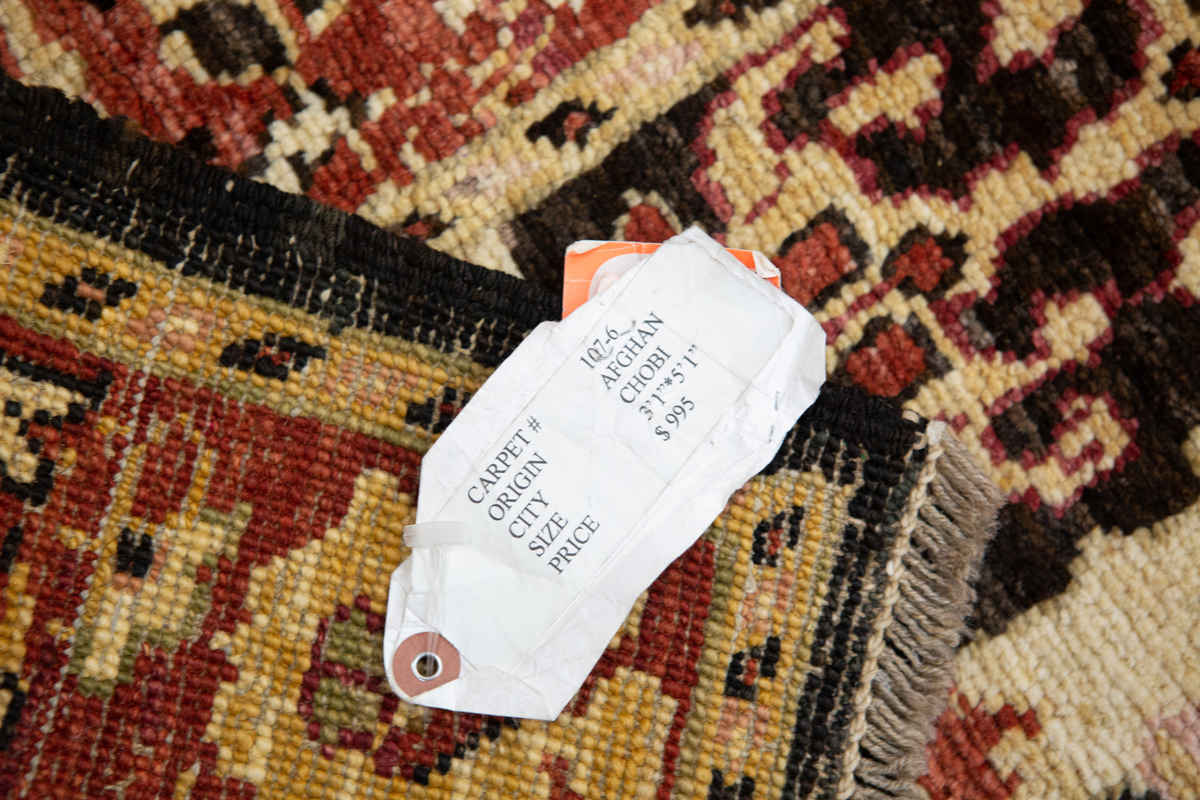 CARPET # 107-6
ORIGIN AFGHAN
CITY CHOBI
SIZE 3'1"*5'1"
PRICE $ 995